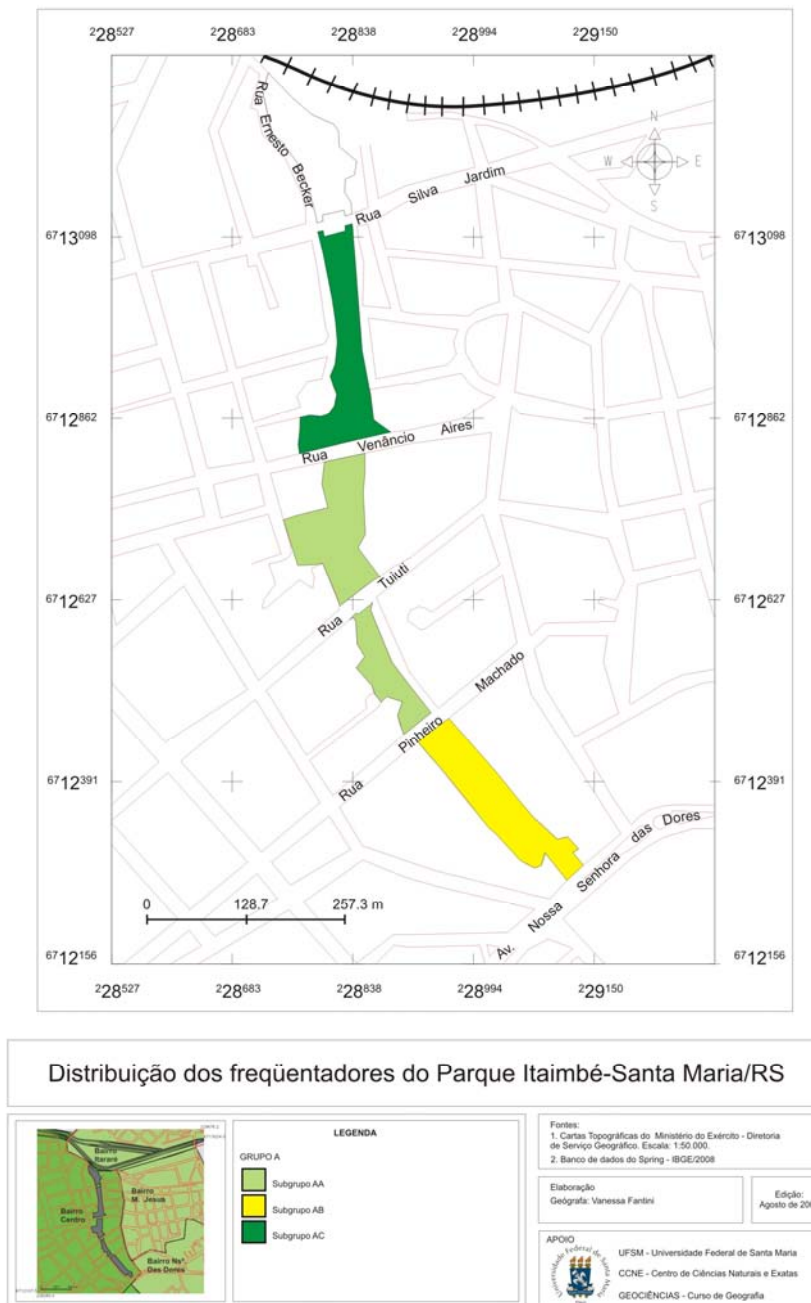 ²28⁵²⁷ ²28⁶⁸³ ²28⁸³⁸ ²28⁹⁹⁴ ²29¹⁵⁰
Rua Ernesto Becker
N
W E
S
Rua Silva Jardim
⁶⁷13⁰⁹⁸ ⁶⁷13⁰⁹⁸
⁶⁷12⁸⁶² ⁶⁷12⁸⁶²
Rua Venâncio Aires
Rua Tuiuti
⁶⁷12⁶²⁷ ⁶⁷12⁶²⁷
Rua Pinheiro Machado
⁶⁷12³⁹¹ ⁶⁷12³⁹¹
Av. Nossa Senhora das Dores
0 128.7 257.3 m
⁶⁷12¹⁵⁶ ⁶⁷12¹⁵⁶
²28⁵²⁷ ²28⁶⁸³ ²28⁸³⁸ ²28⁹⁹⁴ ²29¹⁵⁰
Distribuição dos freqüentadores do Parque Itaimbé-Santa Maria/RS
Bairro
Itararé
Bairro
M. Jesus
Bairro
Centro
Bairro Nsª.
Das Dores
LEGENDA
GRUPO A
Subgrupo AA
Subgrupo AB
Subgrupo AC
Fontes:
1. Cartas Topográficas do Ministério do Exército - Diretoria
de Serviço Geográfico. Escala: 1:50.000.
2. Banco de dados do Spring - IBGE/2008
Elaboração
Geógrafa: Vanessa Fantini
Edição:
Agosto de 200
APOIO
Universidade Federal de Santa Maria
UFSM - Universidade Federal de Santa Maria
CCNE - Centro de Ciências Naturais e Exatas
GEOCIÊNCIAS - Curso de Geografia